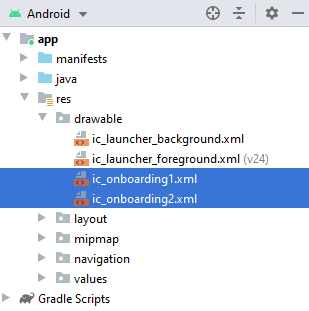 Android
app
manifests
java
res
drawable
ic_launcher_background.xml
ic_launcher_foreground.xml (v24)
ic_onboarding1.xml
ic_onboarding2.xml
layout
mipmap
navigation
values
Gradle Scripts